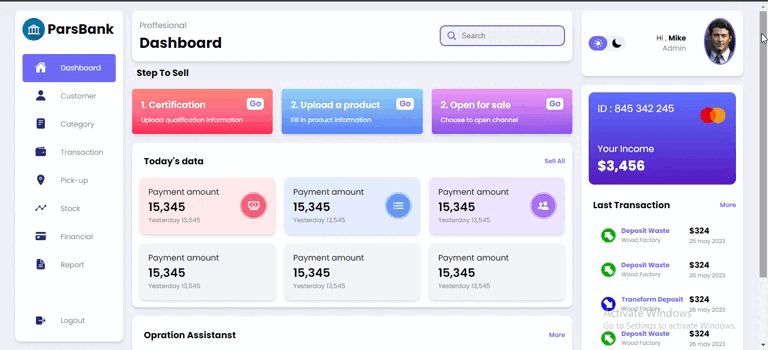 ParsBank
Dashboard
Customer
Category
Transaction
Pick-up
Stock
Financial
Report
Logout
Proffesional
Dashboard
Search
Step To Sell
1. Certification
Go
Upload qualification information
2. Upload a product
Go
Fill in product information
2. Open for sale
Go
Choose to open channel
Today's data
Sell All
Payment amount
15,345
Yesterday 13,545
Payment amount
15,345
Yesterday 13,545
Payment amount
15,345
Yesterday 13,545
Payment amount
15,345
Yesterday 13,545
Payment amount
15,345
Yesterday 13,545
Payment amount
15,345
Yesterday 13,545
Opration Assistanst
More
Hi , Mike
Admin
ID : 845 342 245
Your Income
$3,456
Last Transaction
More
Deposit Waste
Wood Factory
$324
26 may 2023
Deposit Waste
Wood Factory
$324
26 may 2023
Transform Deposit
Wood Factory
$324
26 may 2023
Activate Windows
Go to Settings to activate Windows.
Deposit Waste
Wood Factory
$324
26 may 2023